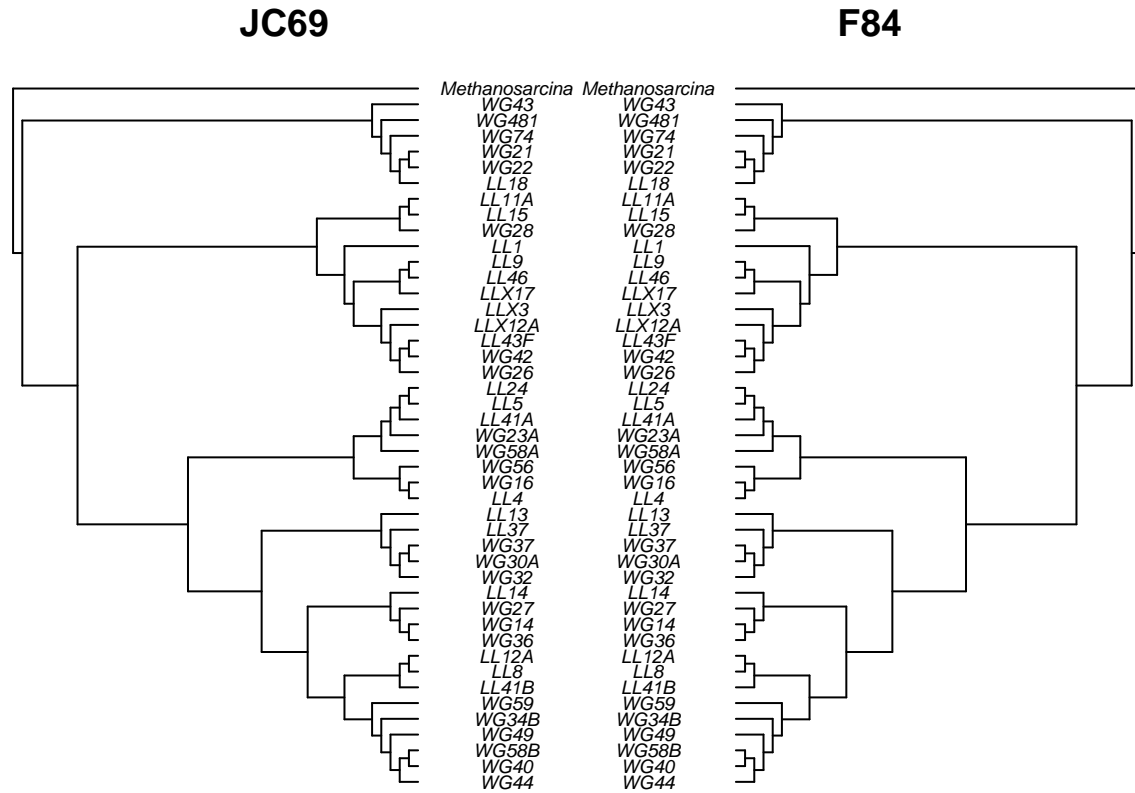 JC69 F84
Methanosarcina Methanosarcina
WG43 WG43
WG481 WG481
WG74 WG74
WG21 WG21
WG22 WG22
LL18 LL18
LL11A LL11A
LL15 LL15
WG28 WG28
LL1 LL1
LL9 LL9
LL46 LL46
LLX17 LLX17
LLX3 LLX3
LLX12A LLX12A
LL43F LL43F
WG42 WG42
WG26 WG26
LL24 LL24
LL5 LL5
LL41A LL41A
WG23A WG23A
WG58A WG58A
WG56 WG56
WG16 WG16
LL4 LL4
LL13 LL13
LL37 LL37
WG37 WG37
WG30A WG30A
WG32 WG32
LL14 LL14
WG27 WG27
WG14 WG14
WG36 WG36
LL12A LL12A
LL8 LL8
LL41B LL41B
WG59 WG59
WG34B WG34B
WG49 WG49
WG58B WG58B
WG40 WG40
WG44 WG44